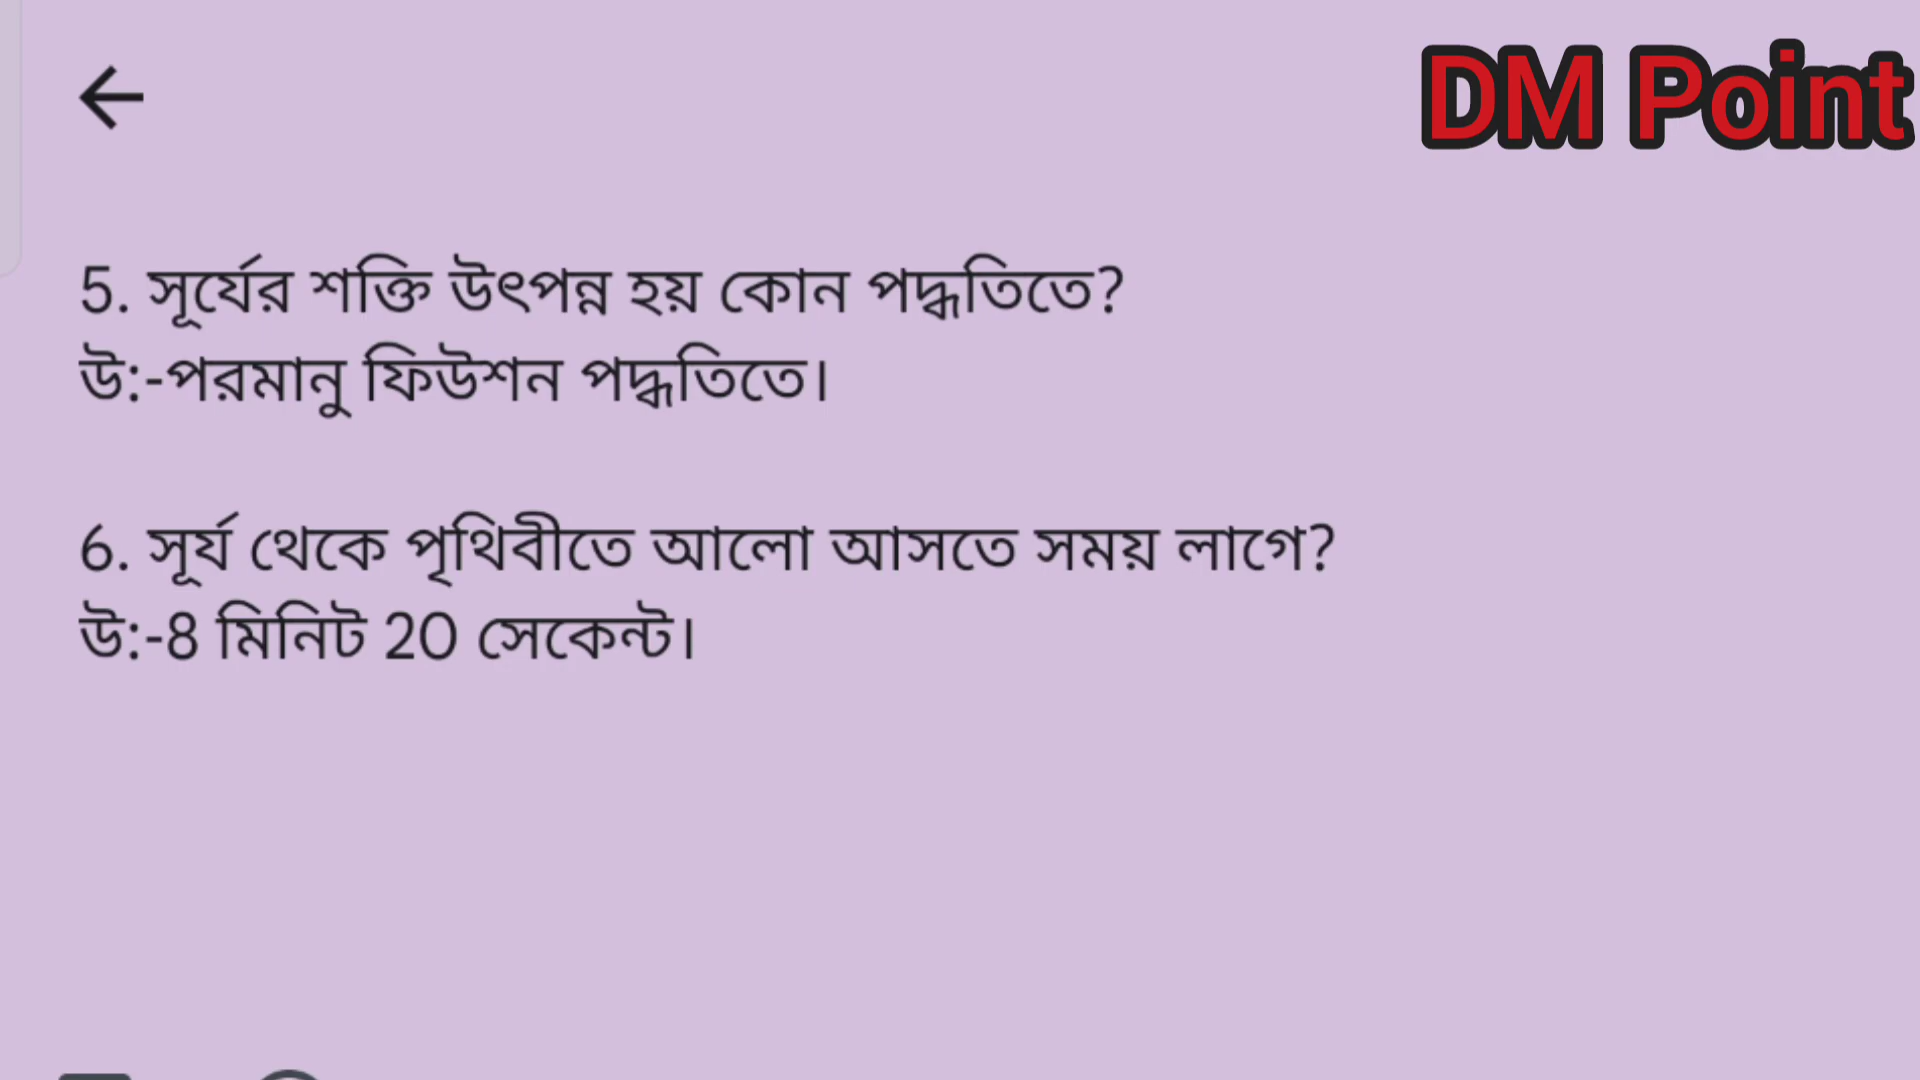 DM Point
5. সূর্যের শক্তি উৎপন্ন হয় কোন পদ্ধতিতে?
উ:-পরমানু ফিউশন পদ্ধতিতে।
6. সূর্য থেকে পৃথিবীতে আলো আসতে সময় লাগে?
উ:-8 মিনিট 20 সেকেন্ট।